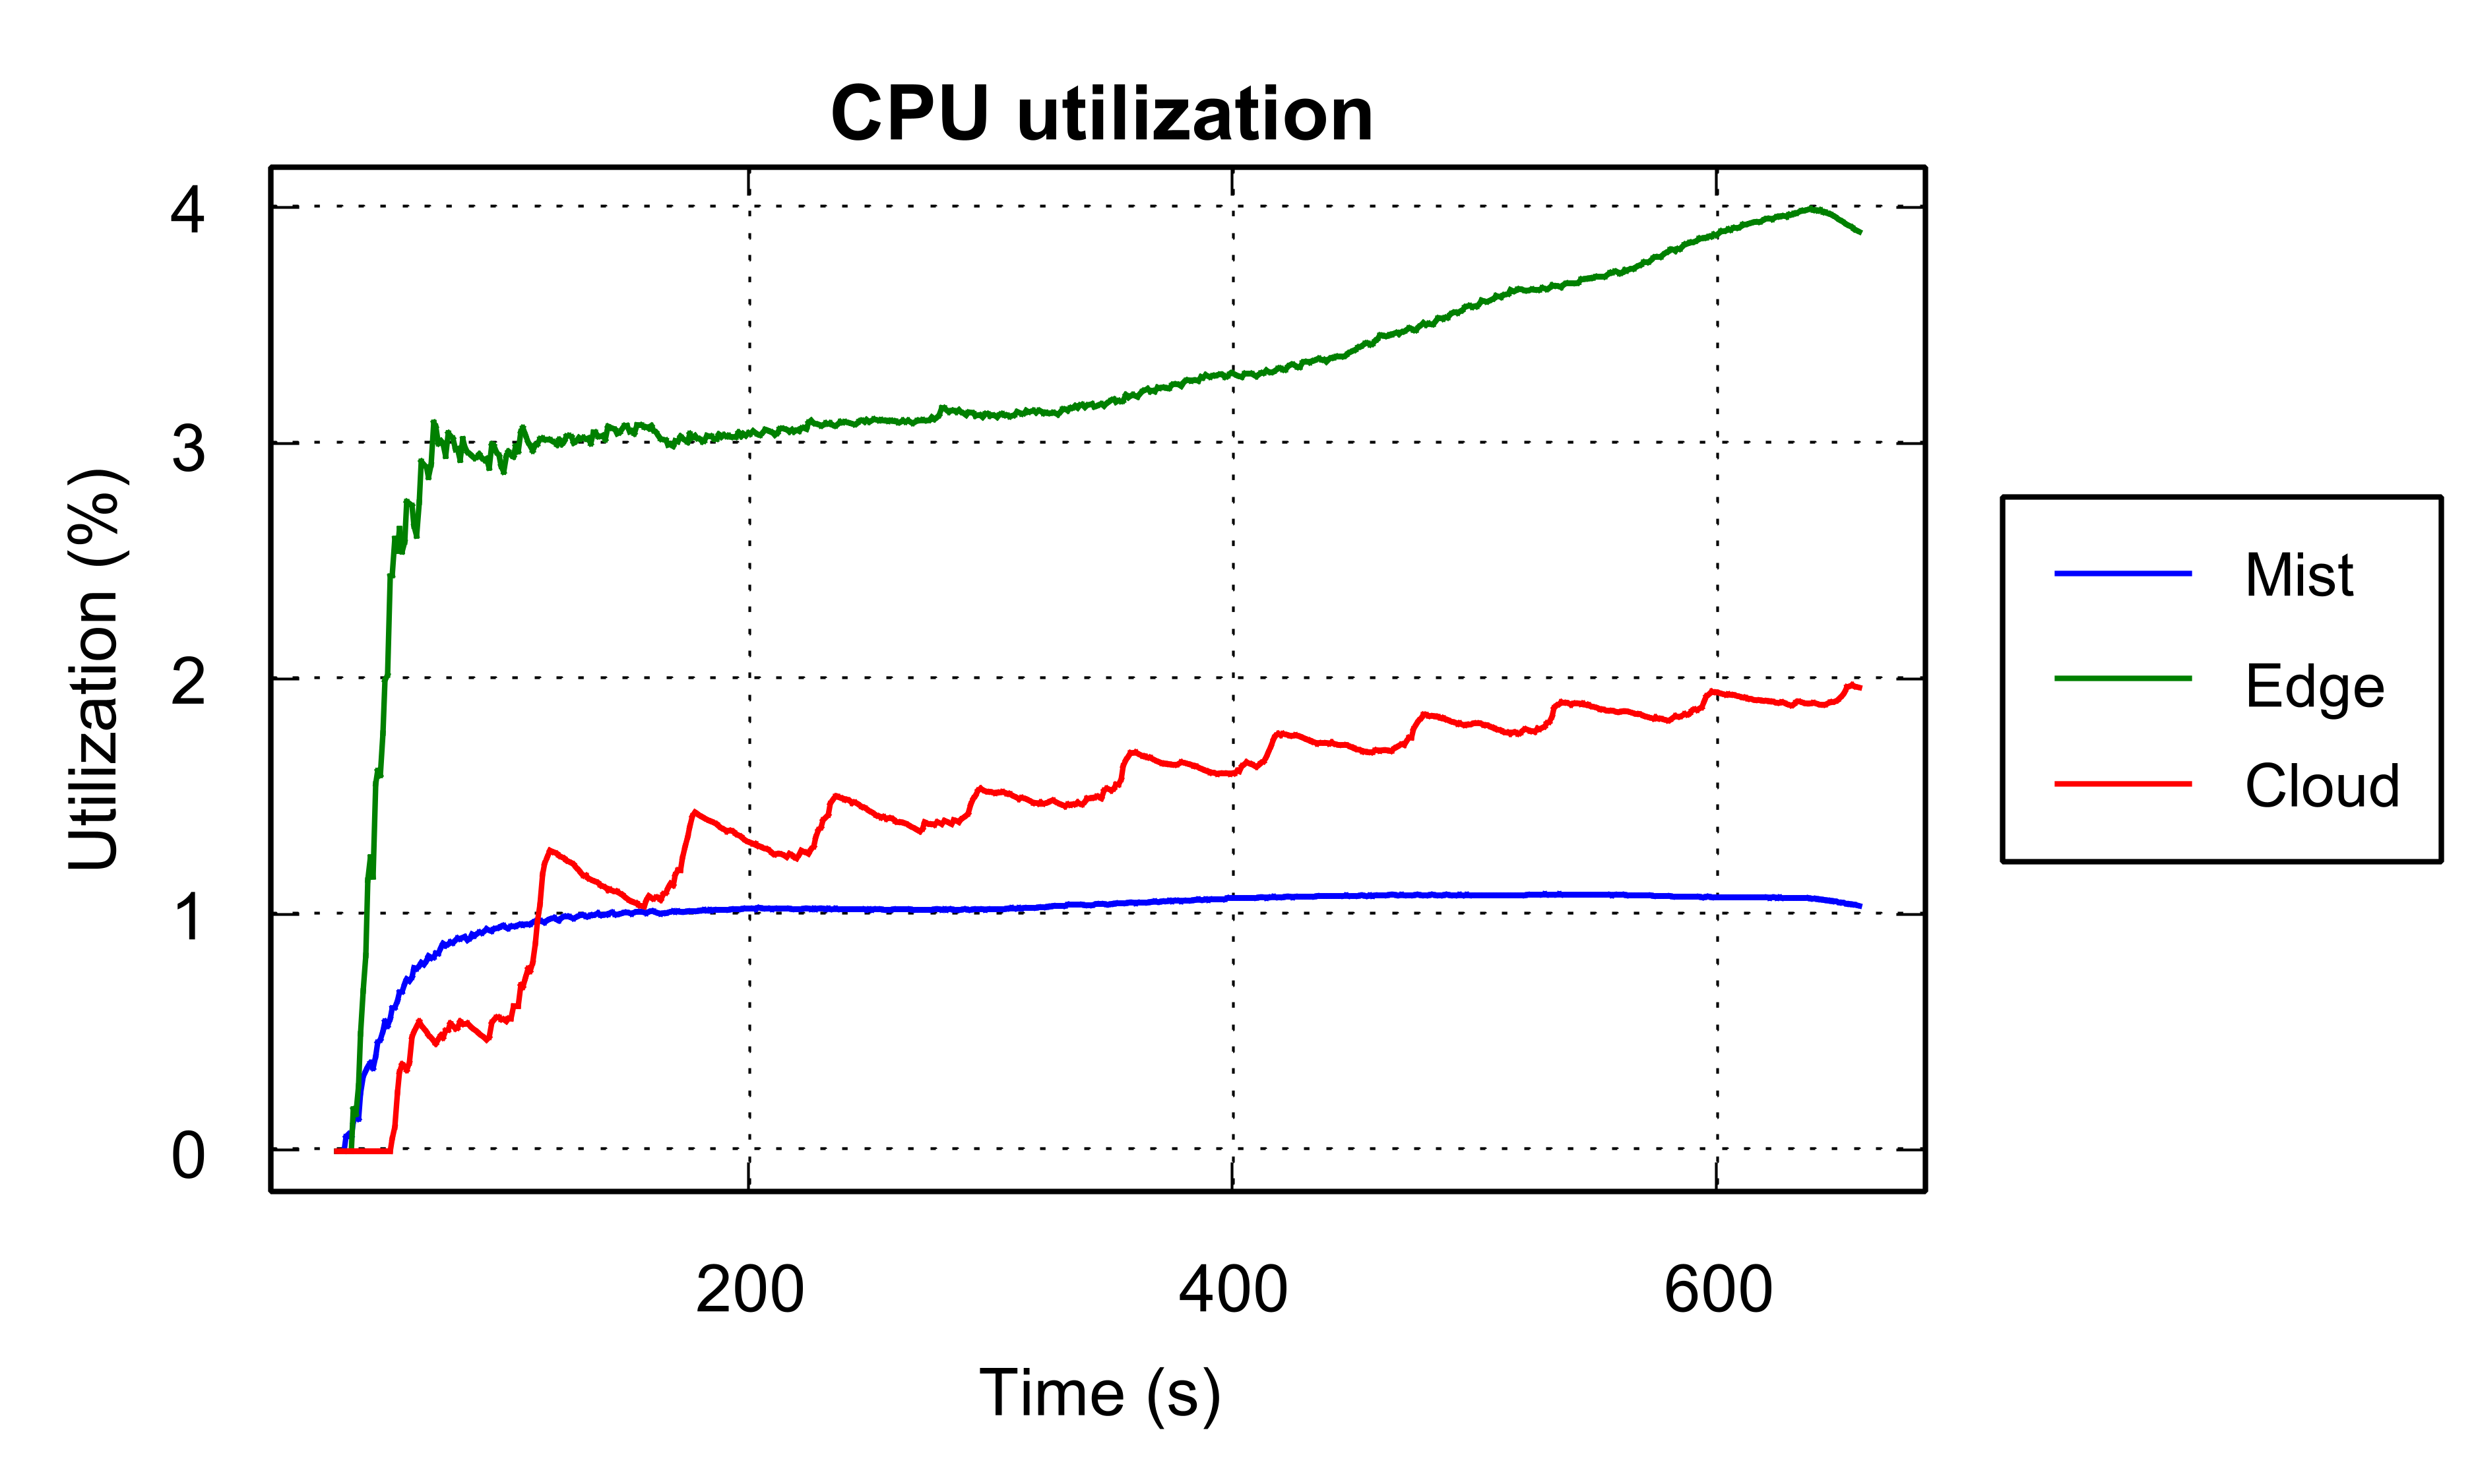 CPU utilization
4
3
2
1
0
Utilization (%)
200 400 600
Time (s)
Mist
Edge
Cloud